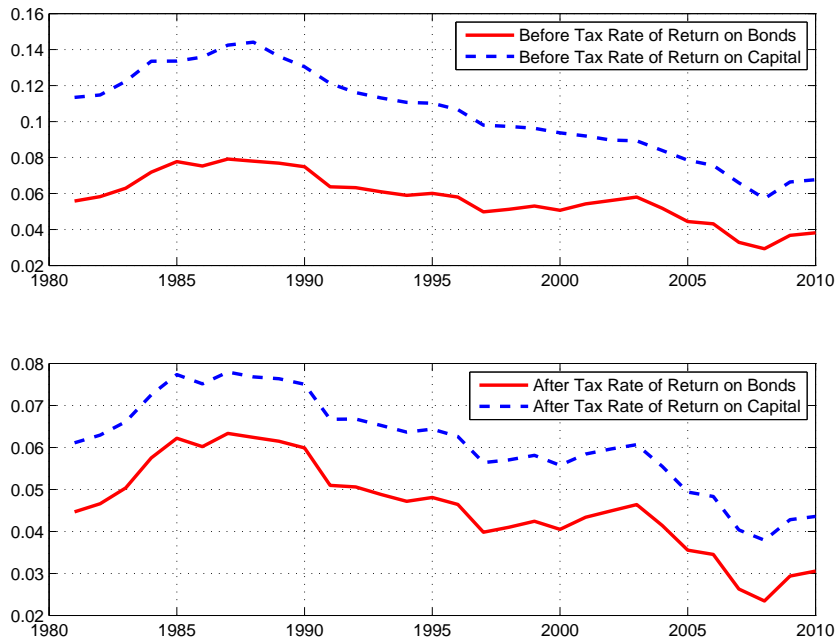 0.16
0.14
0.12
0.1
0.08
0.06
0.04
0.02
Before Tax Rate of Return on Bonds
Before Tax Rate of Return on Capital
1980 1985 1990 1995 2000 2005 2010
0.08
0.07
0.06
0.05
0.04
0.03
0.02
After Tax Rate of Return on Bonds
After Tax Rate of Return on Capital
1980 1985 1990 1995 2000 2005 2010